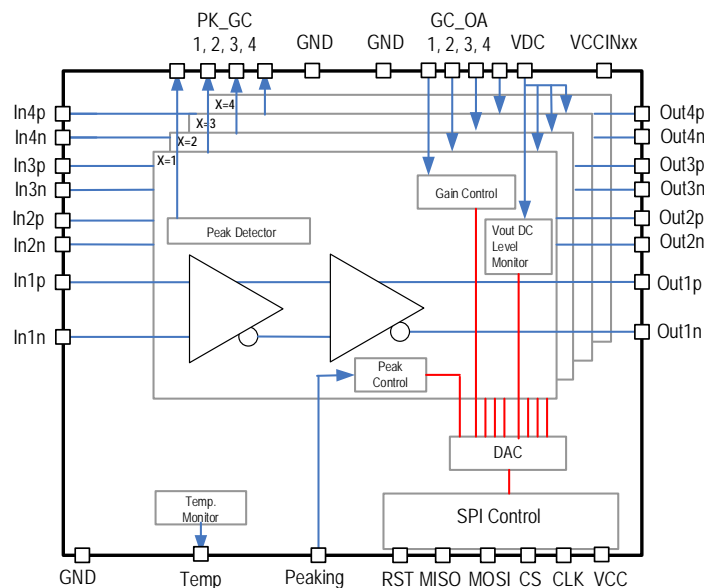 PK_GC
1, 2, 3, 4
GND
GND
GC_OA
1, 2, 3, 4
VDC
VCCINxx
In4p
In4n
In3p
In3n
In2p
In2n
In1p
In1n
X=4
X=3
X=2
X=1
Peak Detector
Gain Control
Vout DC
Level
Monitor
Peak
Control
DAC
Temp.
Monitor
SPI Control
Out4p
Out4n
Out3p
Out3n
Out2p
Out2n
Out1p
Out1n
GND
Temp
Peaking
RST
MISO
MOSI
CS
CLK
VCC